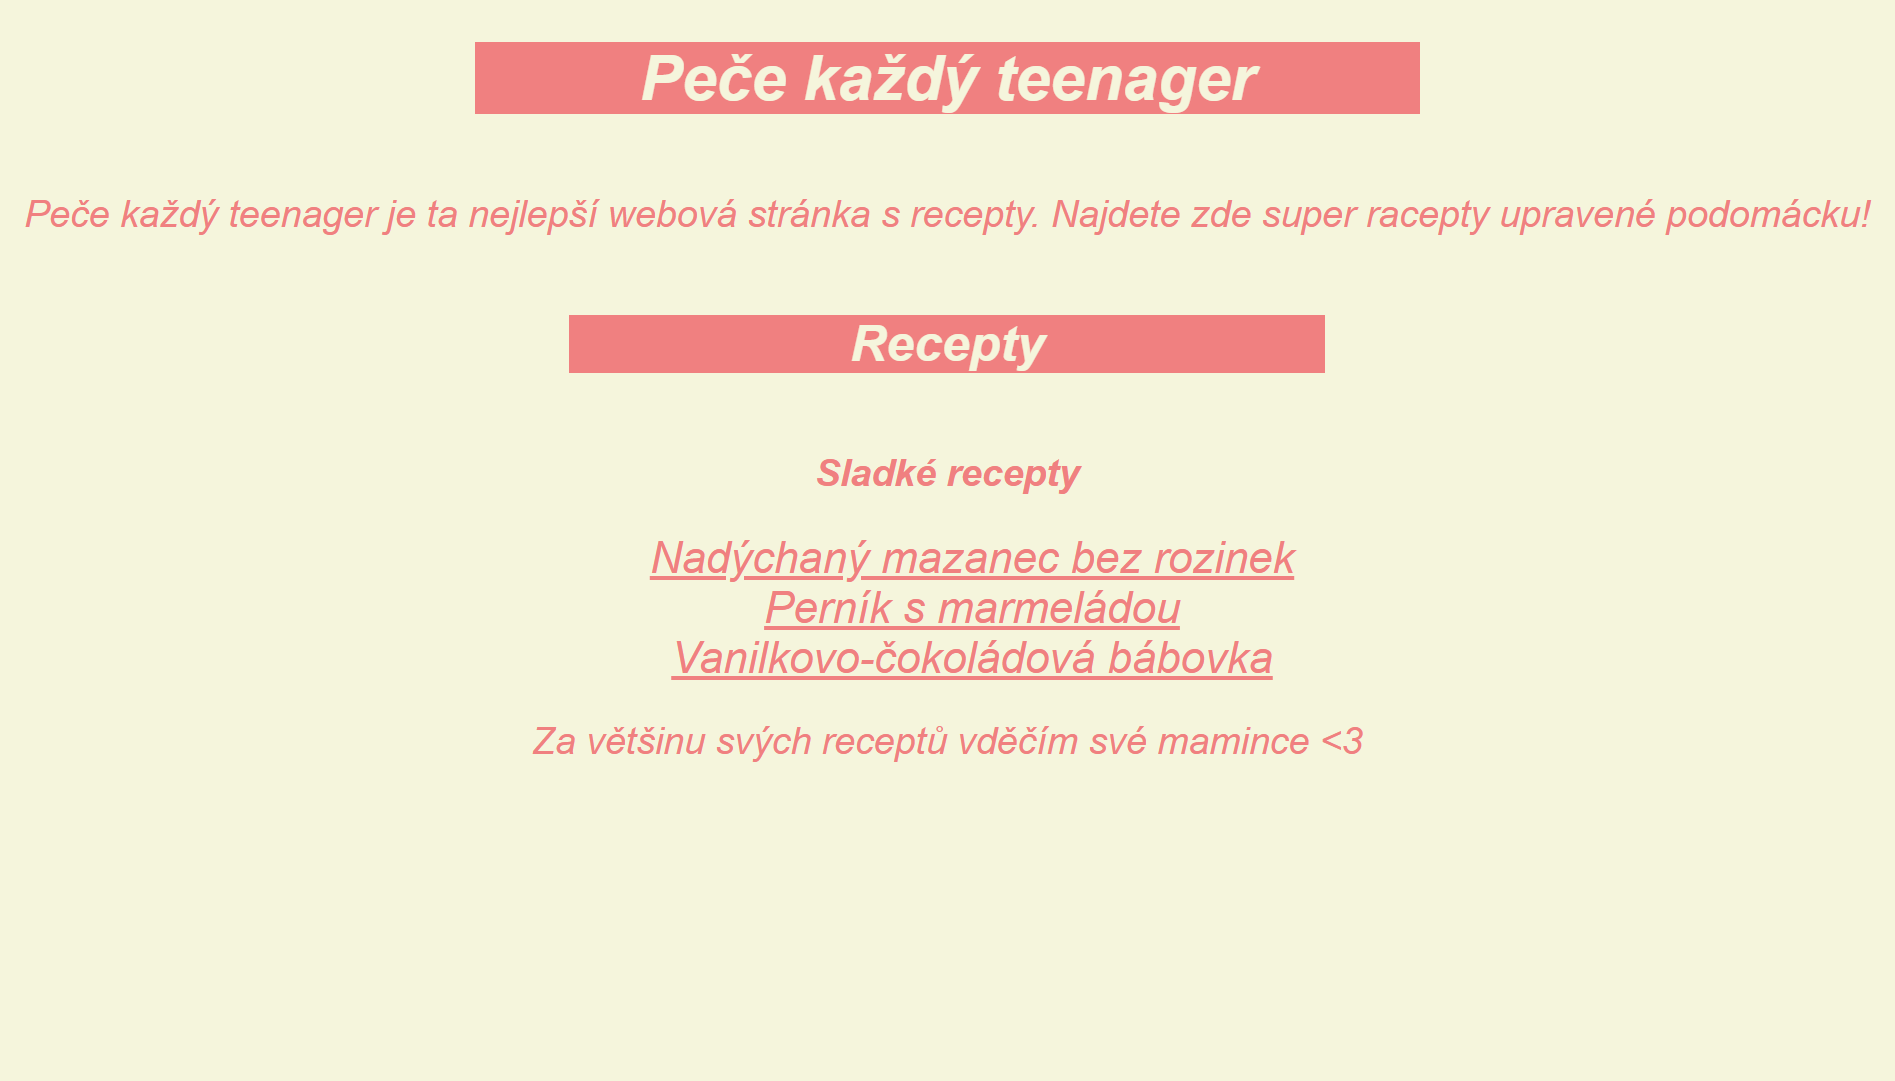 Peče každý teenager
Peče každý teenager je ta nejlepší webová stránka s recepty. Najdete zde super racepty upravené podomácku!
Recepty
Sladké recepty
Nadýchaný mazanec bez rozinek
Perník s marmeládou
Vanilkovo-čokoládová bábovka
Za většinu svých receptů vděčím své mamince <3